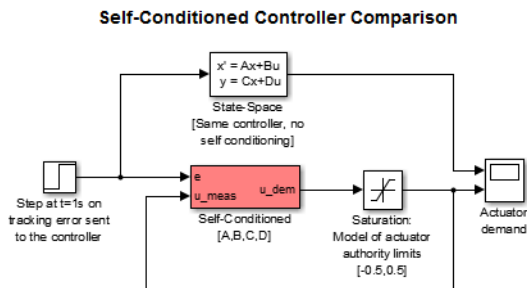 Self-Conditioned Controller Comparison
x' = Ax+Bu
y = Cx+Du
State-Space
[Same controller, no
self conditioning]
Step at t=1s on
tracking error sent
to the controller
e
u_meas
u_dem
Self-Conditioned
[A,B,C,D]
Saturation:
Model of actuator
authority limits
[-0.5,0.5]
Actuator
demand